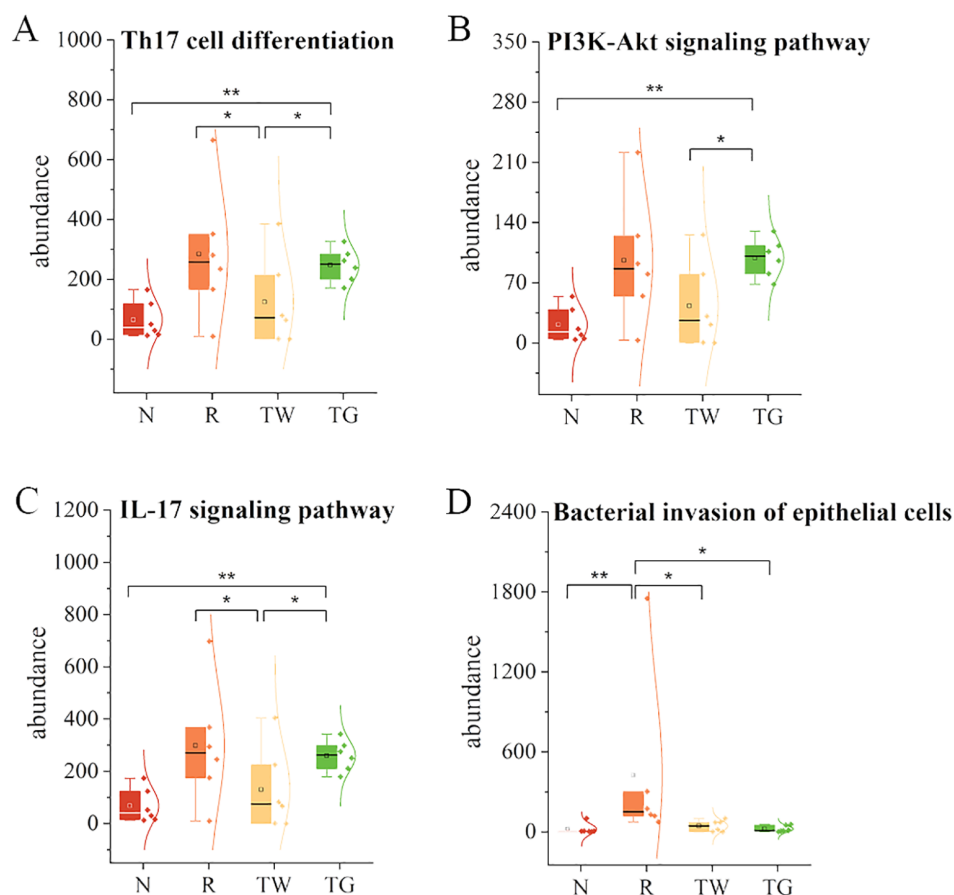 A
Th17 cell differentiation
abundance
1000
800
600
400
200
0
**
*
*
N R TW TG
B
PI3K-Akt signaling pathway
abundance
350
280
210
140
70
0
**
*
N R TW TG
C
IL-17 signaling pathway
abundance
1200
1000
800
600
400
200
0
**
*
*
N R TW TG
D
Bacterial invasion of epithelial cells
abundance
2400
1800
1200
600
0
*
**
*
N R TW TG